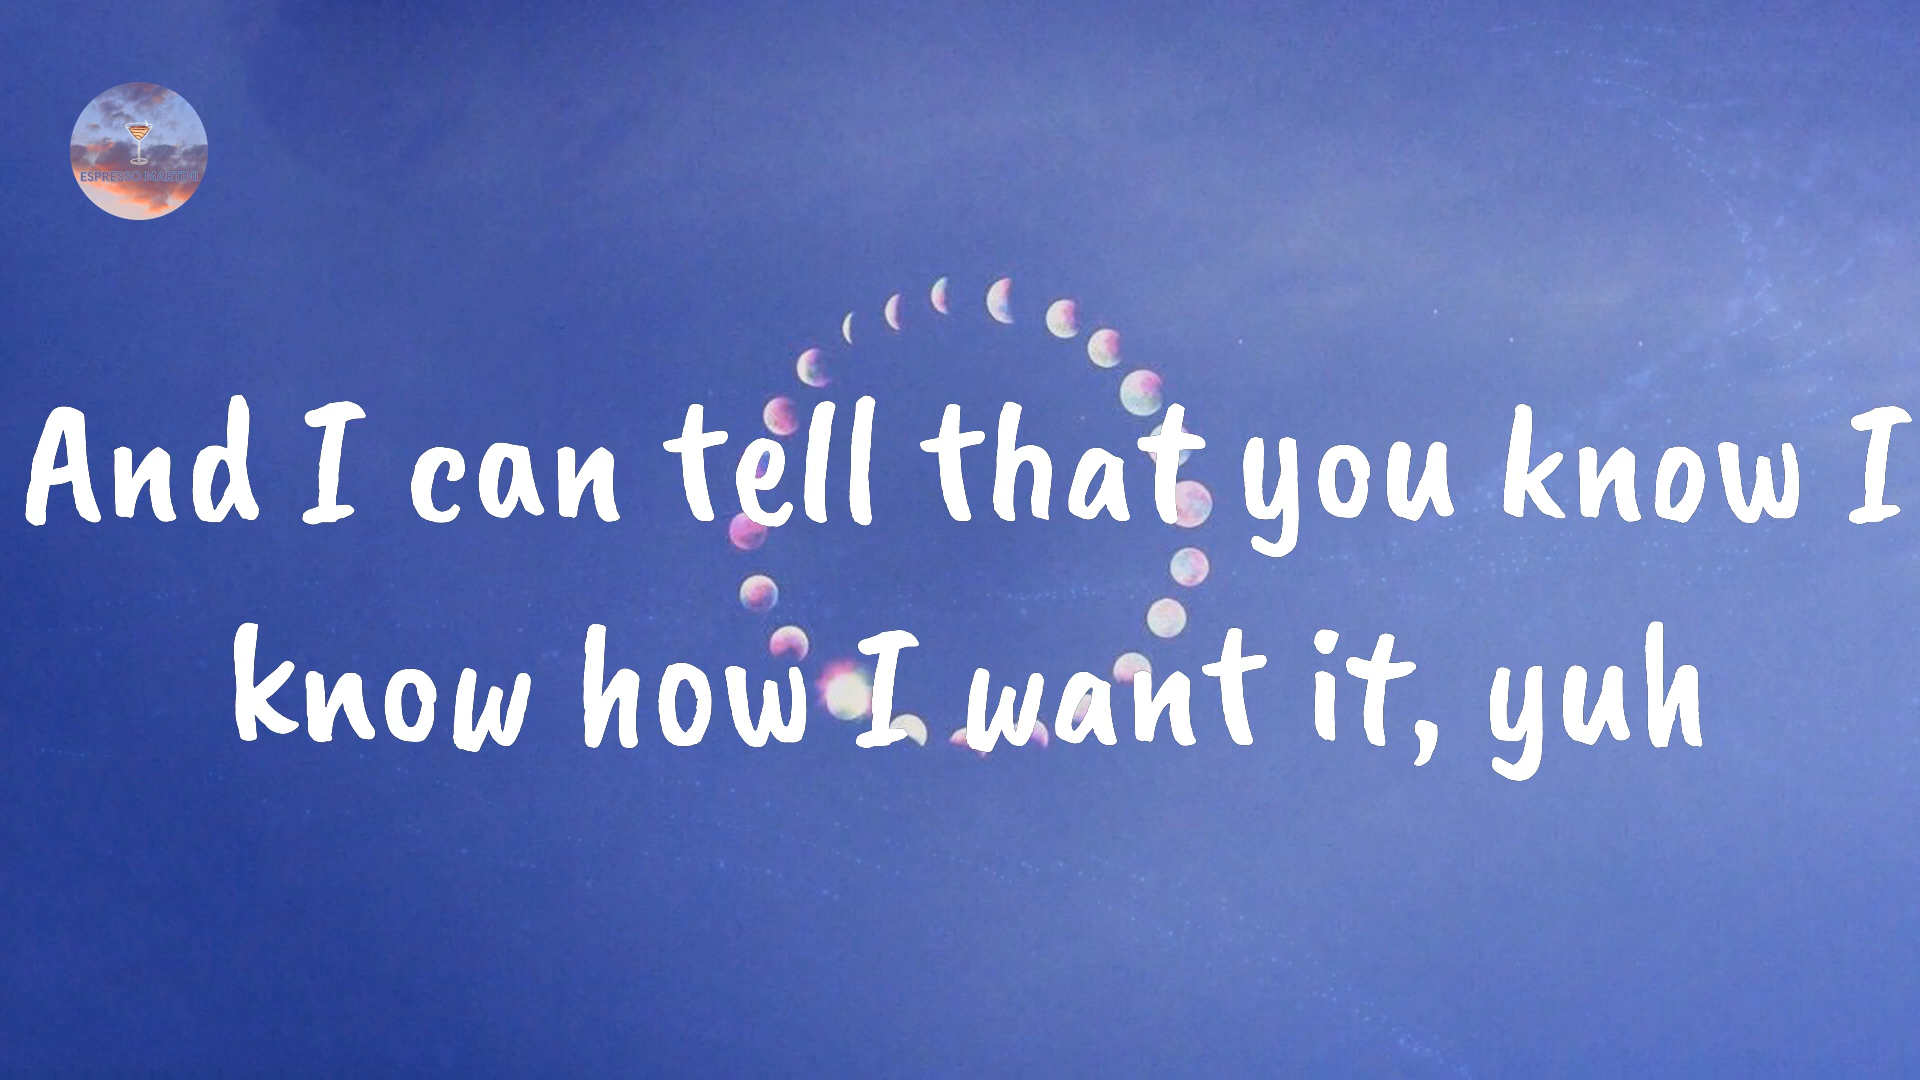 ESPRESSO MARTINI
And I can tell that you know I
know how I want it, yuh